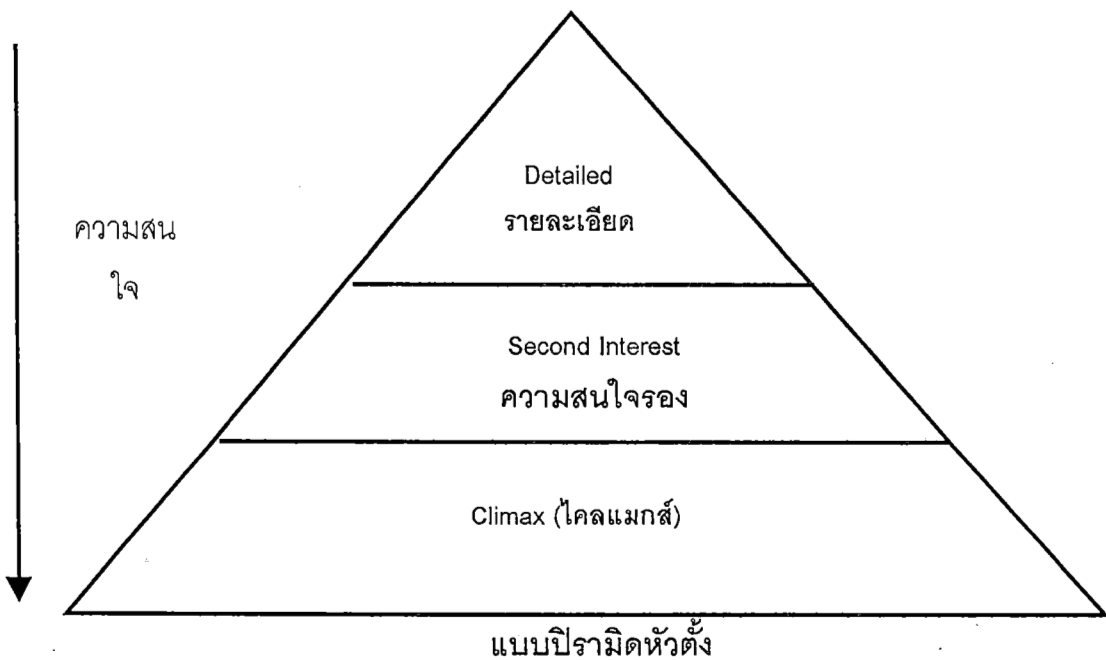 Detailed
รายละเอียด
ความสน
ใจ
Second Interest
ความสนใจรอง
Climax (ไคลแมกส์)
แบบปิรามิดหัวตั้ง